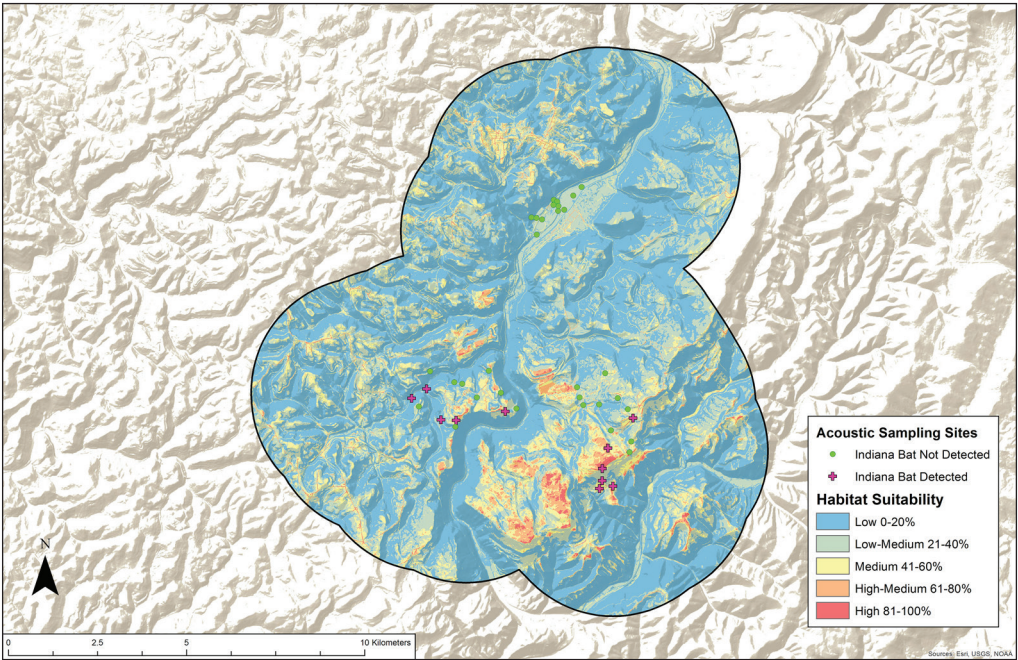 Acoustic Sampling Sites
Indiana Bat Not Detected
Indiana Bat Detected
Habitat Suitability
Low 0-20%
Low-Medium 21-40%
Medium 41-60%
High-Medium 61-80%
High 81-100%
N
0 2.5 5 10 Kilometers
Sources: Esri, USGS, NOAA